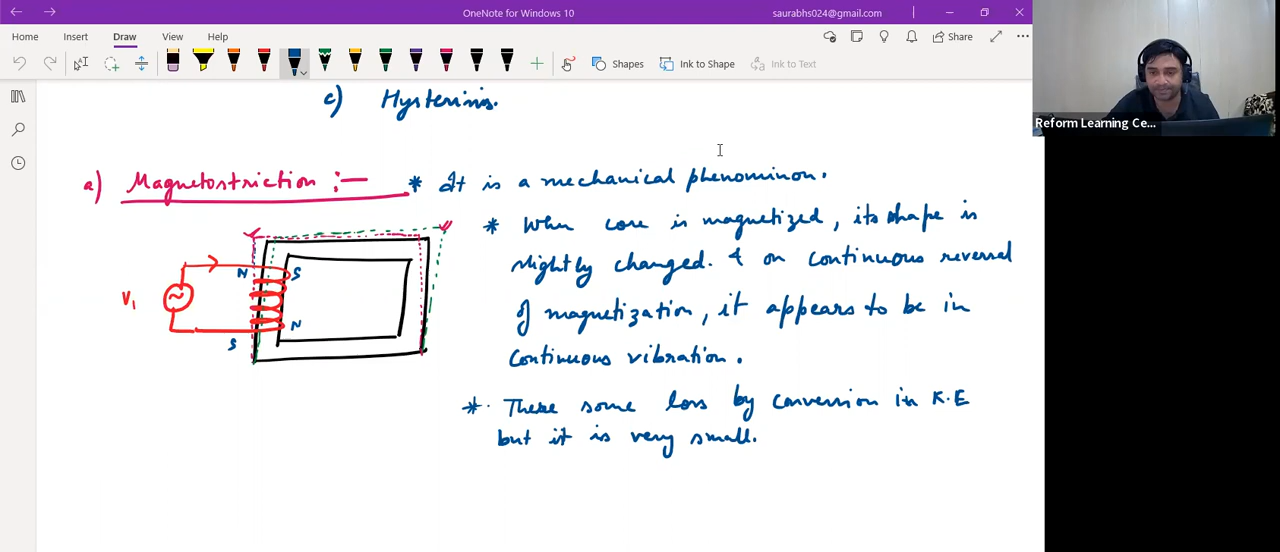 OneNote for Windows 10
saurabhs024@gmail.com
Home Insert Draw View Help
Share
Shapes
Ink to Shape
Ink to Text
Reform Learning Ce...
c) Hysterisis.
a) Magnetostriction :— * It is a mechanical phenominon.
* When core is magnetized, its shape is
slightly changed. & on continuous reversal
of magnetization, it appears to be in
continuous vibration.
* There some loss by conversion in K.E
but it is very small.
V1
N S
S N